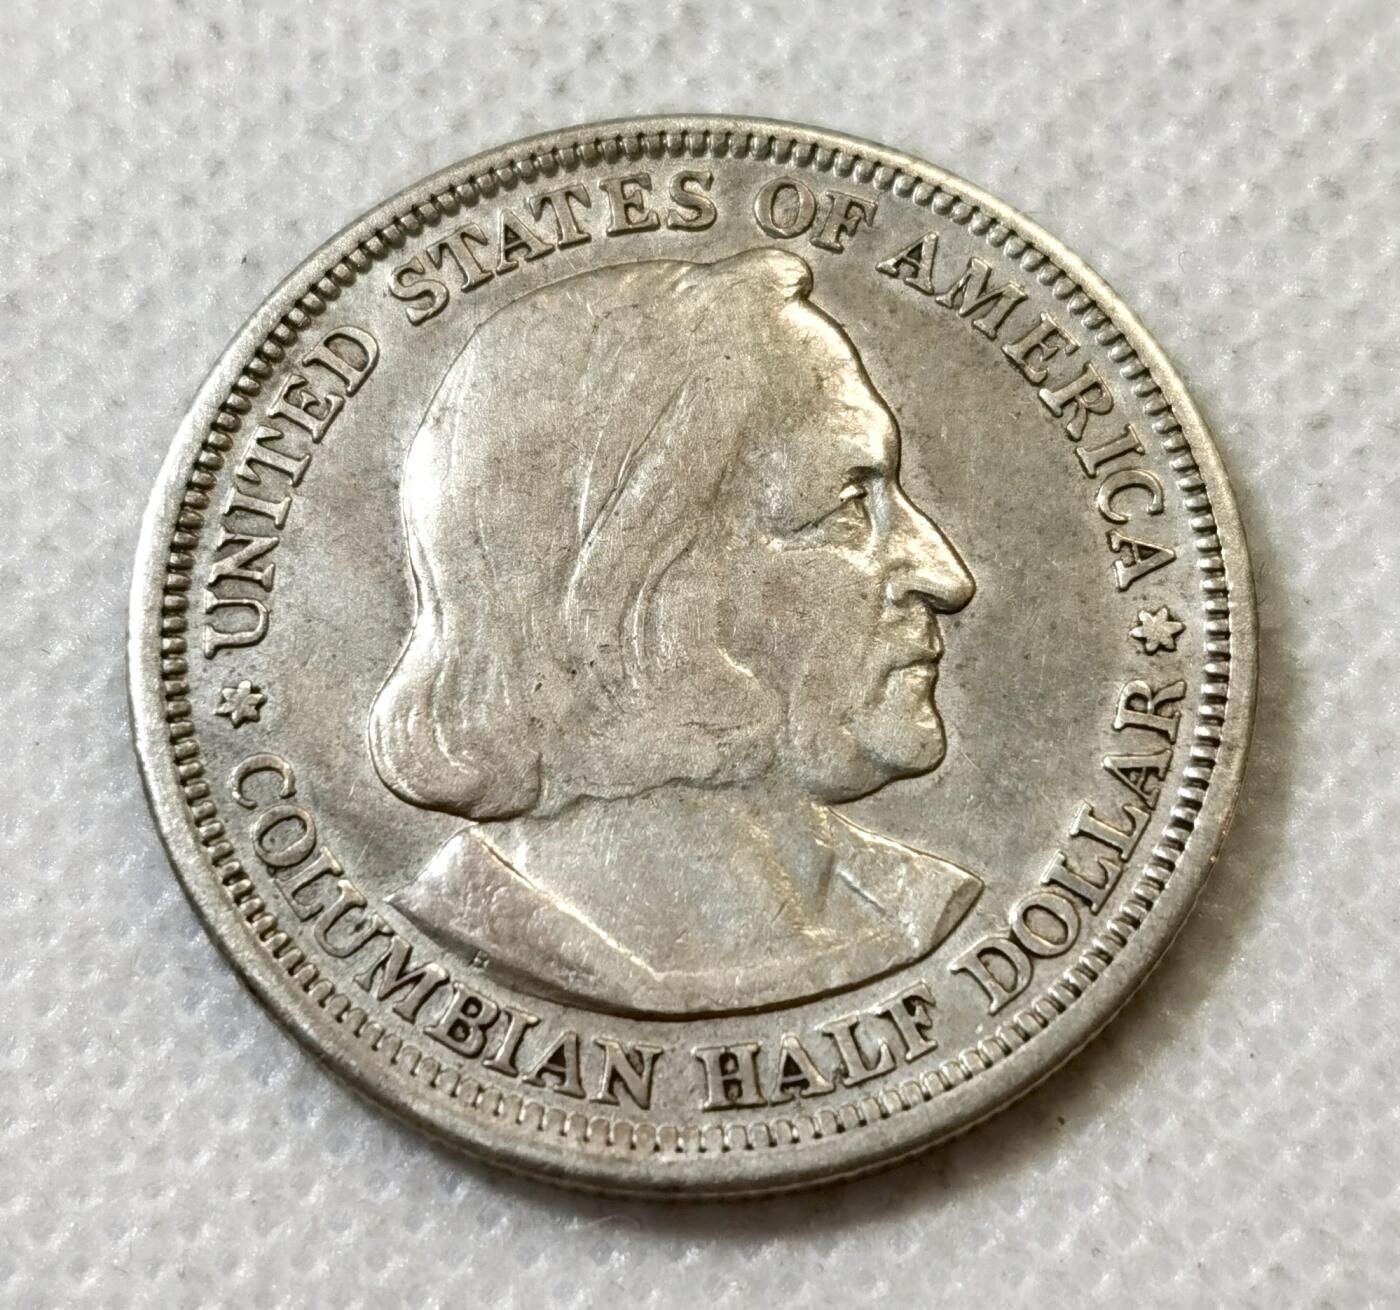 UNITED STATES OF AMERICA
COLUMBIAN HALF DOLLAR
B